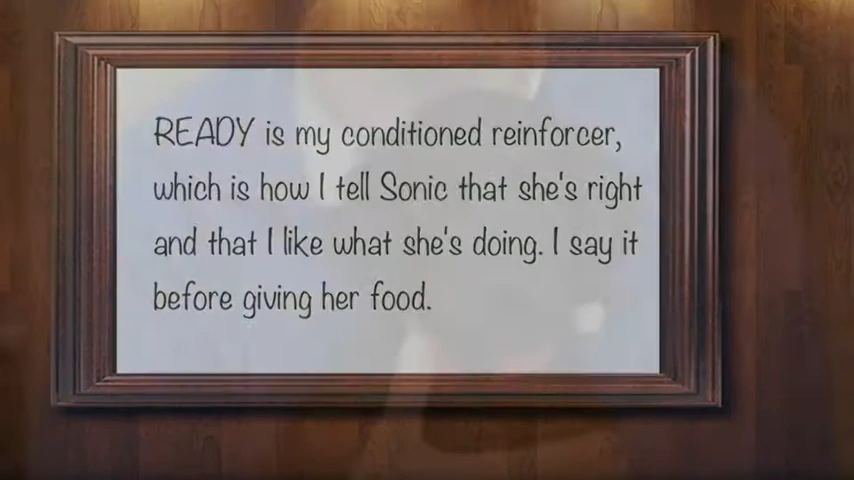 READY is my conditioned reinforcer,
which is how I tell Sonic that she's right
and that I like what she's doing. I say it
before giving her food.